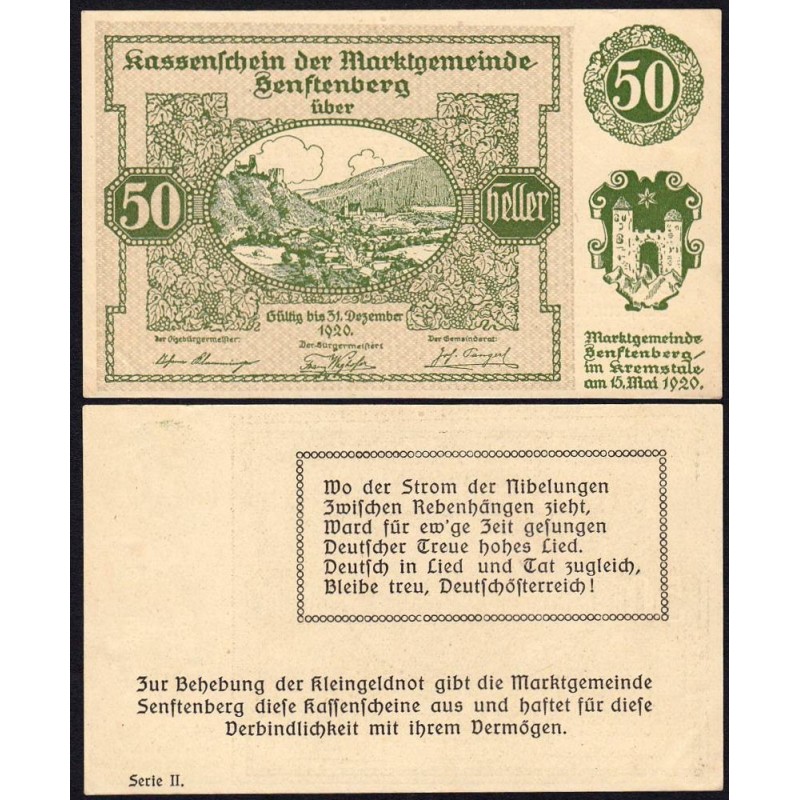 Kassenschein der Marktgemeinde
Senftenberg
über
50
heller
Gültig bis 31. Dezember
1920.
der Vizebürgermeister:
Der Bürgermeister:
Der Gemeinderat:
50
Marktgemeinde
Senftenberg/
im Kremstale
am 15. Mai 1920.
Wo der Strom der Nibelungen
Zwischen Rebenhängen zieht,
Ward für ew'ge Zeit gesungen
Deutscher Treue hohes Lied.
Deutsch in Lied und Tat zugleich,
Bleibe treu, Deutschösterreich!
Zur Behebung der Kleingeldnot gibt die Marktgemeinde
Senftenberg diese Kassenscheine aus und haftet für diese
Verbindlichkeit mit ihrem Vermögen.
Serie II.